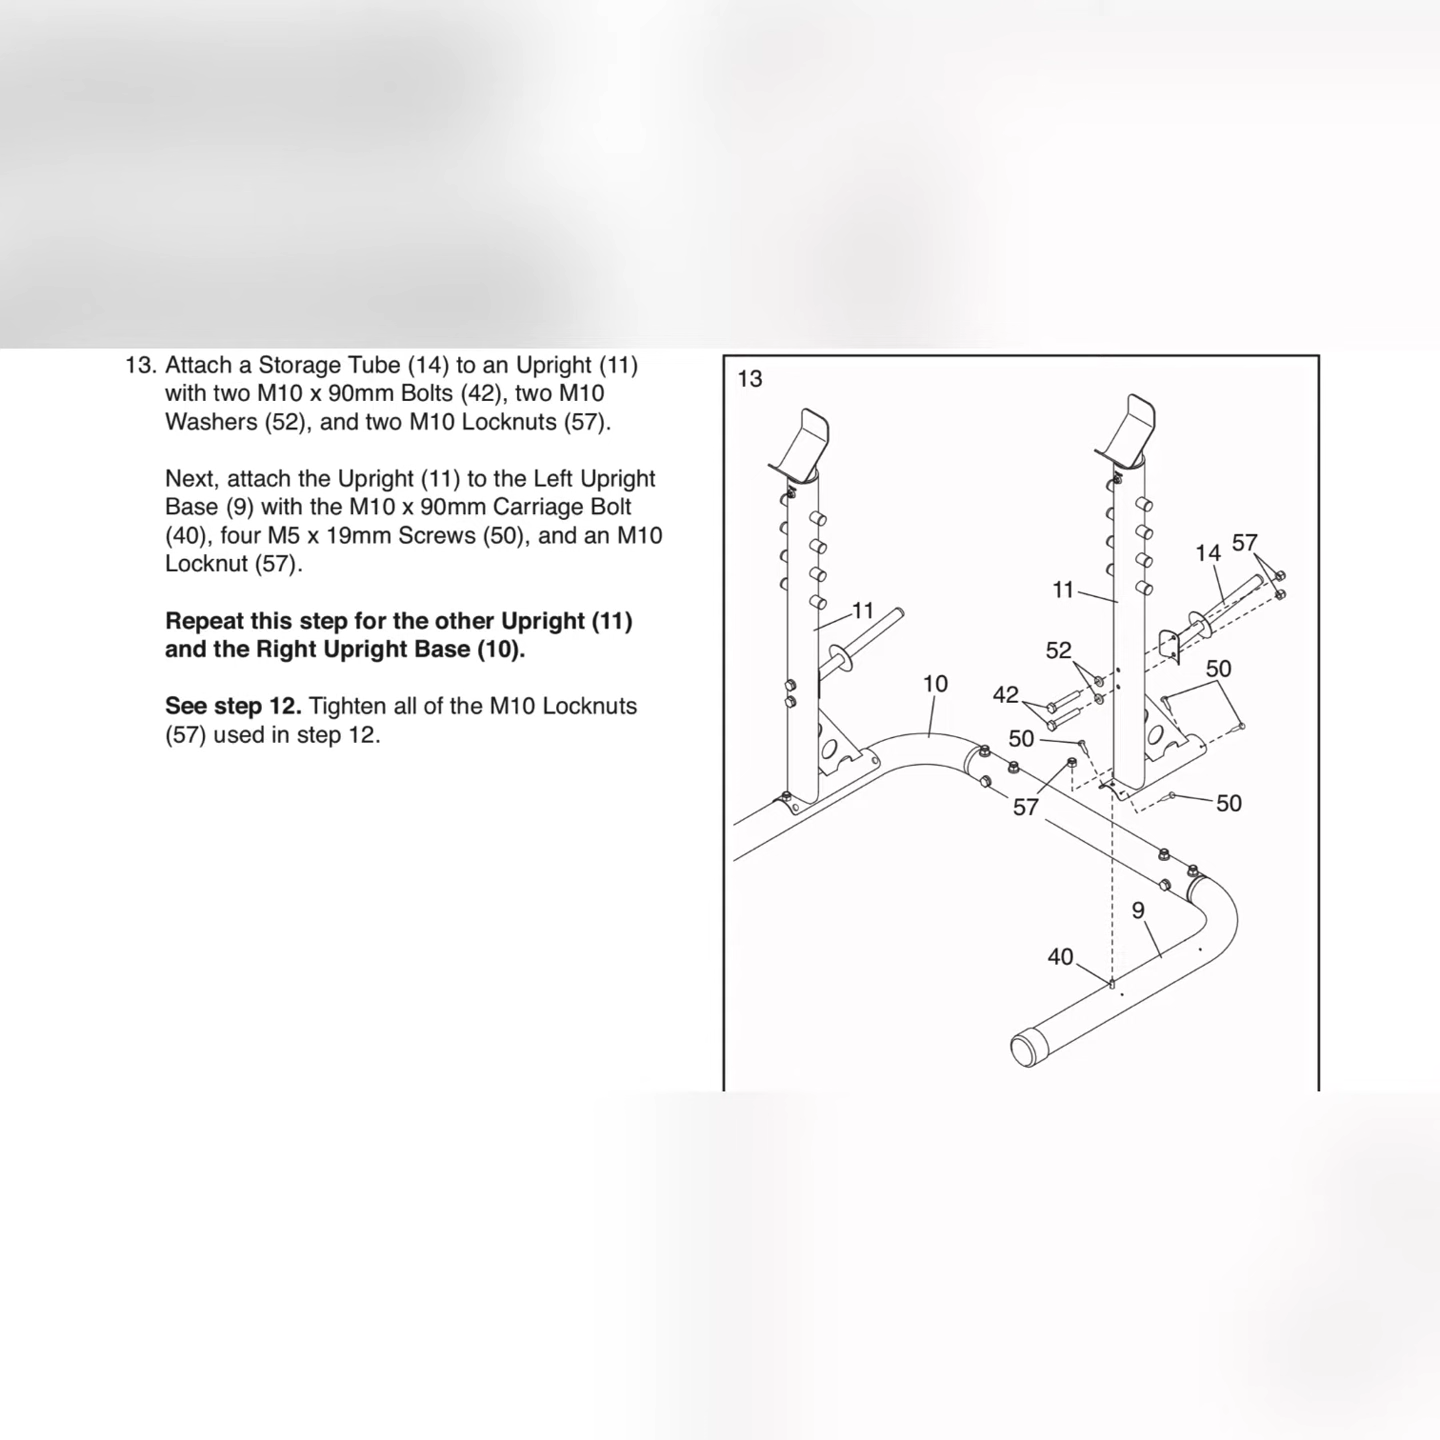 13. Attach a Storage Tube (14) to an Upright (11)
with two M10 x 90mm Bolts (42), two M10
Washers (52), and two M10 Locknuts (57).
Next, attach the Upright (11) to the Left Upright
Base (9) with the M10 x 90mm Carriage Bolt
(40), four M5 x 19mm Screws (50), and an M10
Locknut (57).
Repeat this step for the other Upright (11)
and the Right Upright Base (10).
See step 12. Tighten all of the M10 Locknuts
(57) used in step 12.
13
14
57
11
11
52
50
10
42
50
57
50
9
40